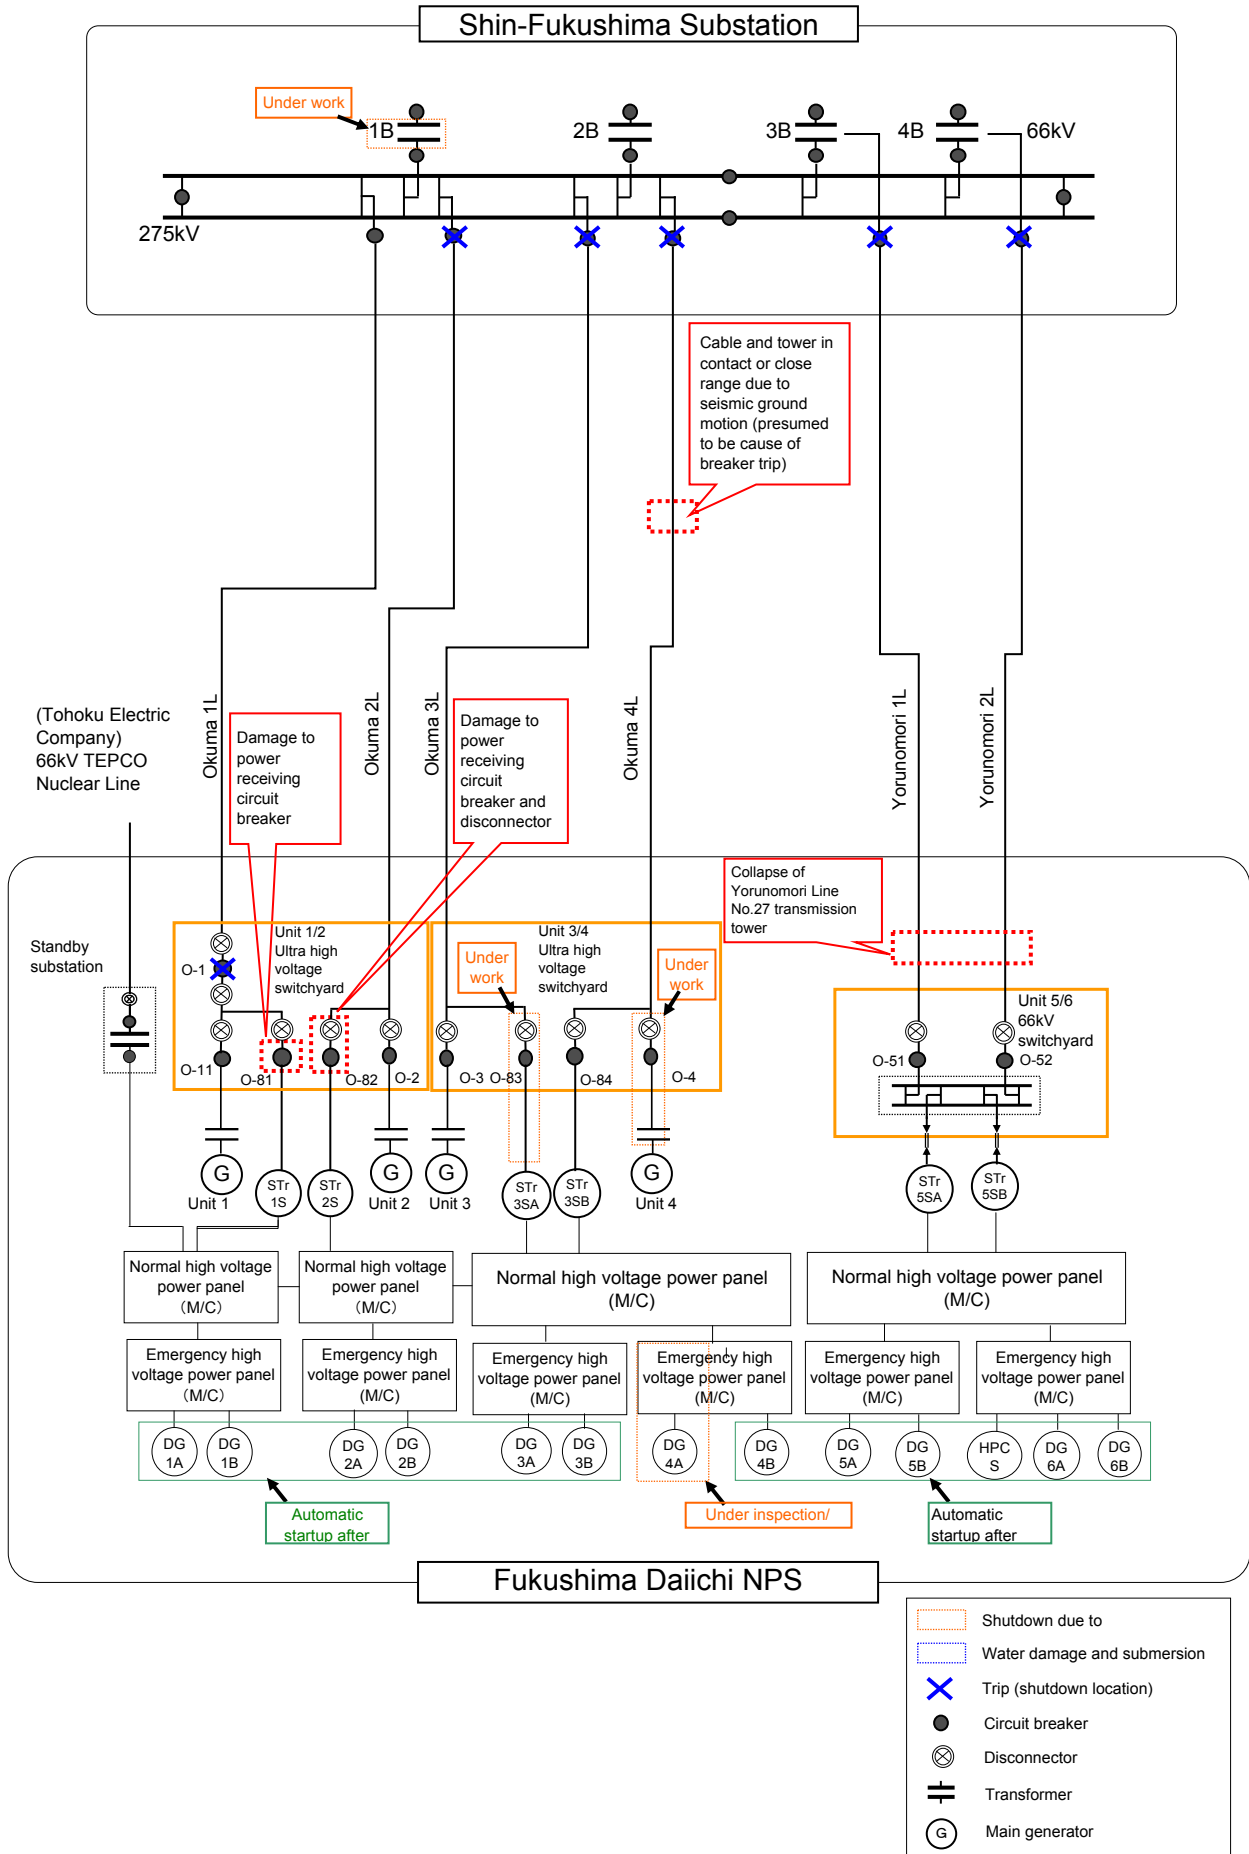 Shin-Fukushima Substation
Under work
1B
2B
3B
4B
66kV
275kV
Cable and tower in
contact or close
range due to
seismic ground
motion (presumed
to be cause of
breaker trip)
Okuma 1L
Okuma 2L
Okuma 3L
Okuma 4L
Yorunomori 1L
Yorunomori 2L
(Tohoku Electric
Company)
66kV TEPCO
Nuclear Line
Damage to
power
receiving
circuit
breaker
Damage to
power
receiving
circuit
breaker and
disconnector
Collapse of
Yorunomori Line
No.27 transmission
tower
Standby
substation
Unit 1/2
Ultra high
voltage
switchyard
Unit 3/4
Ultra high
voltage
switchyard
Under
work
Under
work
Unit 5/6
66kV
switchyard
O-1
O-11
O-81
O-82
O-2
O-3
O-83
O-84
O-4
O-51
O-52
G
Unit 1
STr
1S
STr
2S
G
Unit 2
G
Unit 3
STr
3SA
STr
3SB
G
Unit 4
STr
5SA
STr
5SB
Normal high voltage
power panel
(M/C)
Normal high voltage
power panel
(M/C)
Normal high voltage power panel
(M/C)
Normal high voltage power panel
(M/C)
Emergency high
voltage power panel
(M/C)
Emergency high
voltage power panel
(M/C)
Emergency high
voltage power panel
(M/C)
Emergency high
voltage power panel
(M/C)
Emergency high
voltage power panel
(M/C)
Emergency high
voltage power panel
(M/C)
DG
1A
DG
1B
DG
2A
DG
2B
DG
3A
DG
3B
DG
4A
DG
4B
DG
5A
DG
5B
HPC
S
DG
6A
DG
6B
Automatic
startup after
Under inspection/
Automatic
startup after
Fukushima Daiichi NPS
Shutdown due to
Water damage and submersion
Trip (shutdown location)
Circuit breaker
Disconnector
Transformer
G
Main generator